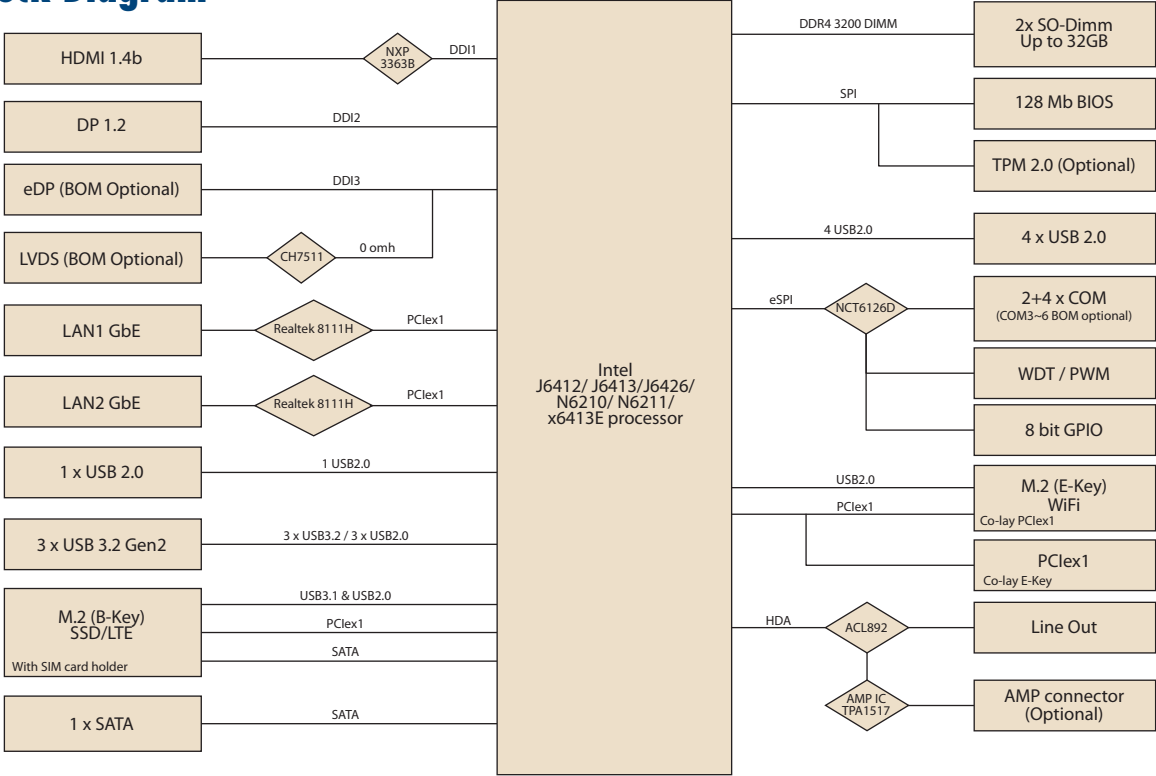 Diagram
HDMI 1.4b
NXP
3363B
DDI1
DP 1.2
DDI2
eDP (BOM Optional)
DDI3
LVDS (BOM Optional)
CH7511
0 omh
LAN1 GbE
Realtek 8111H
PCIex1
LAN2 GbE
Realtek 8111H
PCIex1
1 x USB 2.0
1 USB2.0
3 x USB 3.2 Gen2
3 x USB3.2 / 3 x USB2.0
M.2 (B-Key)
SSD/LTE
With SIM card holder
USB3.1 & USB2.0
PCIex1
SATA
1 x SATA
SATA
Intel
J6412/ J6413/J6426/
N6210/ N6211/
x6413E processor
DDR4 3200 DIMM
2x SO-Dimm
Up to 32GB
SPI
128 Mb BIOS
TPM 2.0 (Optional)
4 USB2.0
4 x USB 2.0
eSPI
NCT6126D
2+4 x COM
(COM3~6 BOM optional)
WDT / PWM
8 bit GPIO
USB2.0
PCIex1
M.2 (E-Key)
WiFi
Co-lay PCIex1
PCIex1
Co-lay E-Key
HDA
ACL892
Line Out
AMP IC
TPA1517
AMP connector
(Optional)